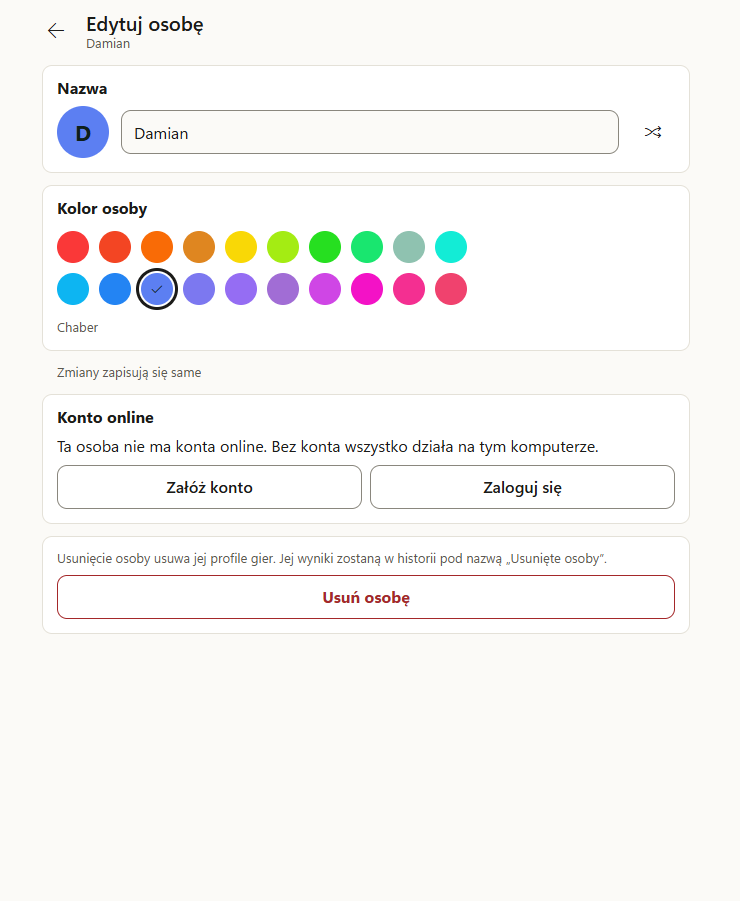 Edytuj osobę
Damian
Nazwa
D
Damian
Kolor osoby
Chaber
Zmiany zapisują się same
Konto online
Ta osoba nie ma konta online. Bez konta wszystko działa na tym komputerze.
Załóż konto
Zaloguj się
Usunięcie osoby usuwa jej profile gier. Jej wyniki zostaną w historii pod nazwą „Usunięte osoby”.
Usuń osobę